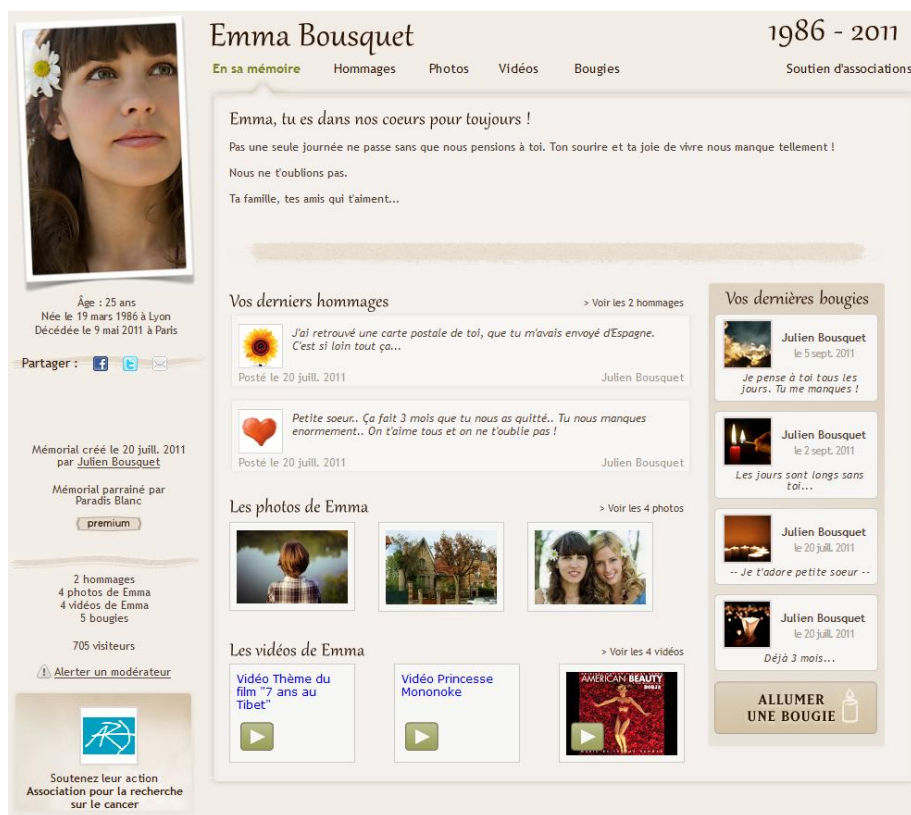 Emma Bousquet
1986 - 2011
En sa mémoire
Hommages
Photos
Vidéos
Bougies
Soutien d'associations
Emma, tu es dans nos coeurs pour toujours !
Pas une seule journée ne passe sans que nous pensions à toi. Ton sourire et ta joie de vivre nous manque tellement !
Nous ne t'oublions pas.
Ta famille, tes amis qui t'aiment...
Âge : 25 ans
Née le 19 mars 1986 à Lyon
Décédée le 9 mai 2011 à Paris
Partager :
Mémorial créé le 20 juill. 2011
par Julien Bousquet
Mémorial parrainé par
Paradis Blanc
premium
2 hommages
4 photos de Emma
4 vidéos de Emma
5 bougies
705 visiteurs
Alerter un modérateur
ARC
Soutenez leur action
Association pour la recherche
sur le cancer
Vos derniers hommages
> Voir les 2 hommages
J'ai retrouvé une carte postale de toi, que tu m'avais envoyé d'Espagne.
C'est si loin tout ça...
Posté le 20 juill. 2011
Julien Bousquet
Petite soeur.. Ça fait 3 mois que tu nous as quitté.. Tu nous manques
enormement.. On t'aime tous et on ne t'oublie pas !
Posté le 20 juill. 2011
Julien Bousquet
Les photos de Emma
> Voir les 4 photos
Les vidéos de Emma
> Voir les 4 vidéos
Vidéo Thème du
film "7 ans au
Tibet"
Vidéo Princesse
Mononoke
AMERICAN BEAUTY
Vos dernières bougies
Julien Bousquet
le 5 sept. 2011
Je pense à toi tous les
jours. Tu me manques !
Julien Bousquet
le 2 sept. 2011
Les jours sont longs sans
toi...
Julien Bousquet
le 20 juill. 2011
-- Je t'adore petite soeur --
Julien Bousquet
le 20 juill. 2011
Déjà 3 mois...
ALLUMER
UNE BOUGIE